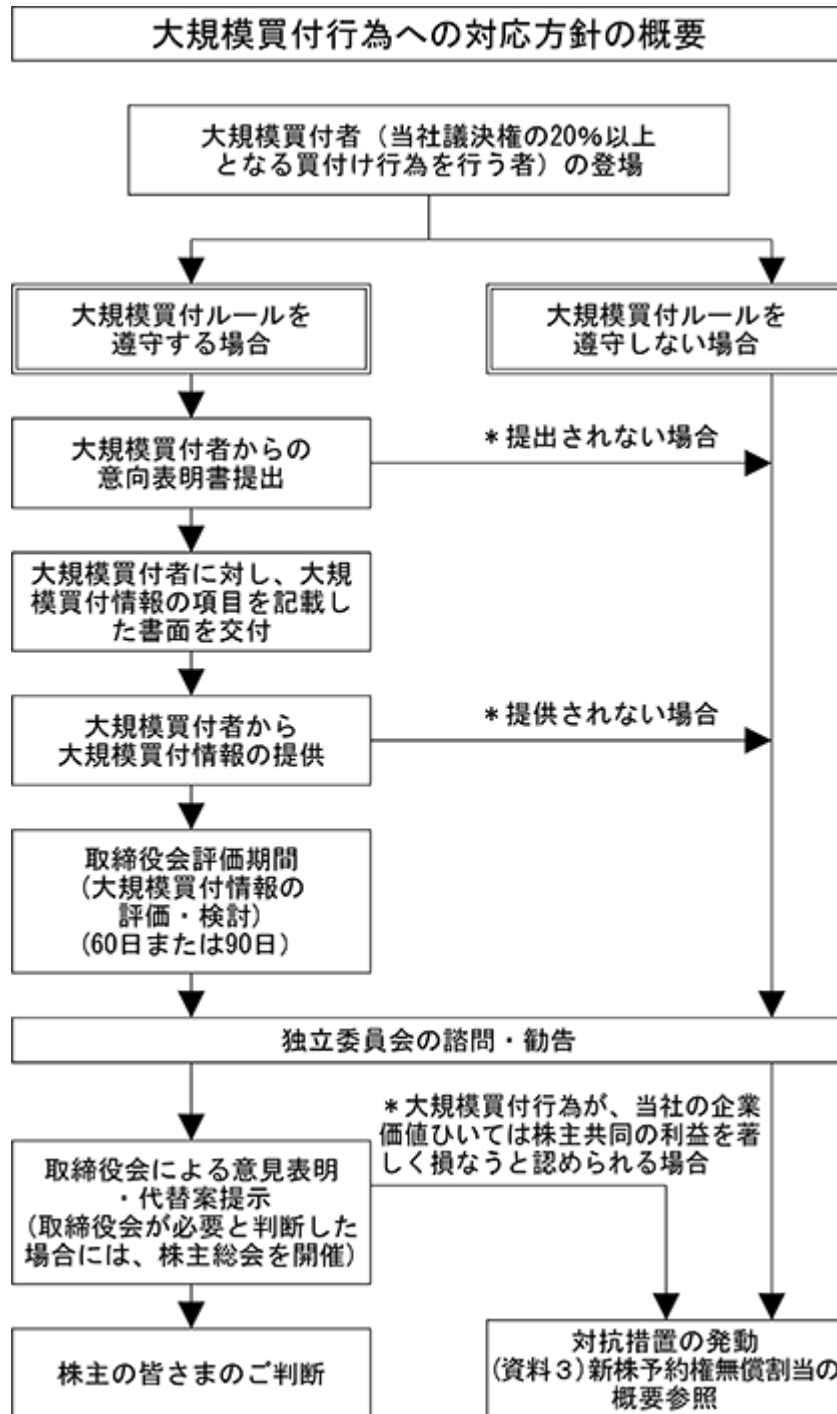 大規模買付行為への対応方針の概要
大規模買付者（当社議決権の20%以上
となる買付け行為を行う者）の登場
大規模買付ルールを
遵守する場合
大規模買付ルールを
遵守しない場合
大規模買付者からの
意向表明書提出
＊提出されない場合
大規模買付者に対し、大規
模買付情報の項目を記載し
た書面を交付
大規模買付者から
大規模買付情報の提供
＊提供されない場合
取締役会評価期間
(大規模買付情報の
評価・検討)
(60日または90日)
独立委員会の諮問・勧告
＊大規模買付行為が、当社の企業
価値ひいては株主共同の利益を著
しく損なうと認められる場合
取締役会による意見表明
・代替案提示
(取締役会が必要と判断した
場合には、株主総会を開催)
株主の皆さまのご判断
対抗措置の発動
(資料３)新株予約権無償割当の
概要参照